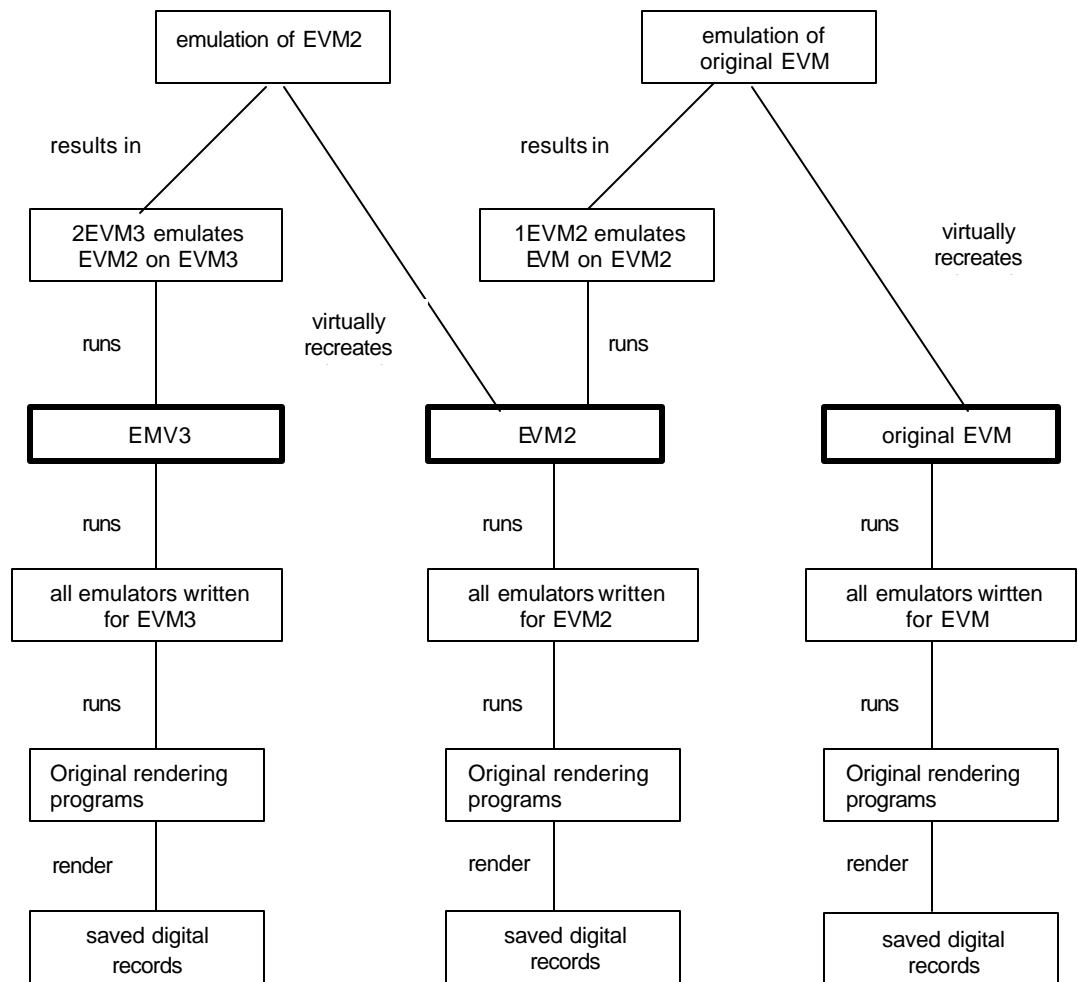 emulation of EVM2
emulation of
original EVM
results in
results in
2EVM3 emulates
EVM2 on EVM3
1EVM2 emulates
EVM on EVM2
virtually
recreates
runs
virtually
recreates
runs
EMV3
EVM2
original EVM
runs
runs
runs
all emulators written
for EVM3
all emulators written
for EVM2
all emulators wirtten
for EVM
runs
runs
runs
Original rendering
programs
Original rendering
programs
Original rendering
programs
render
render
render
saved digital
records
saved digital
records
saved digital
records